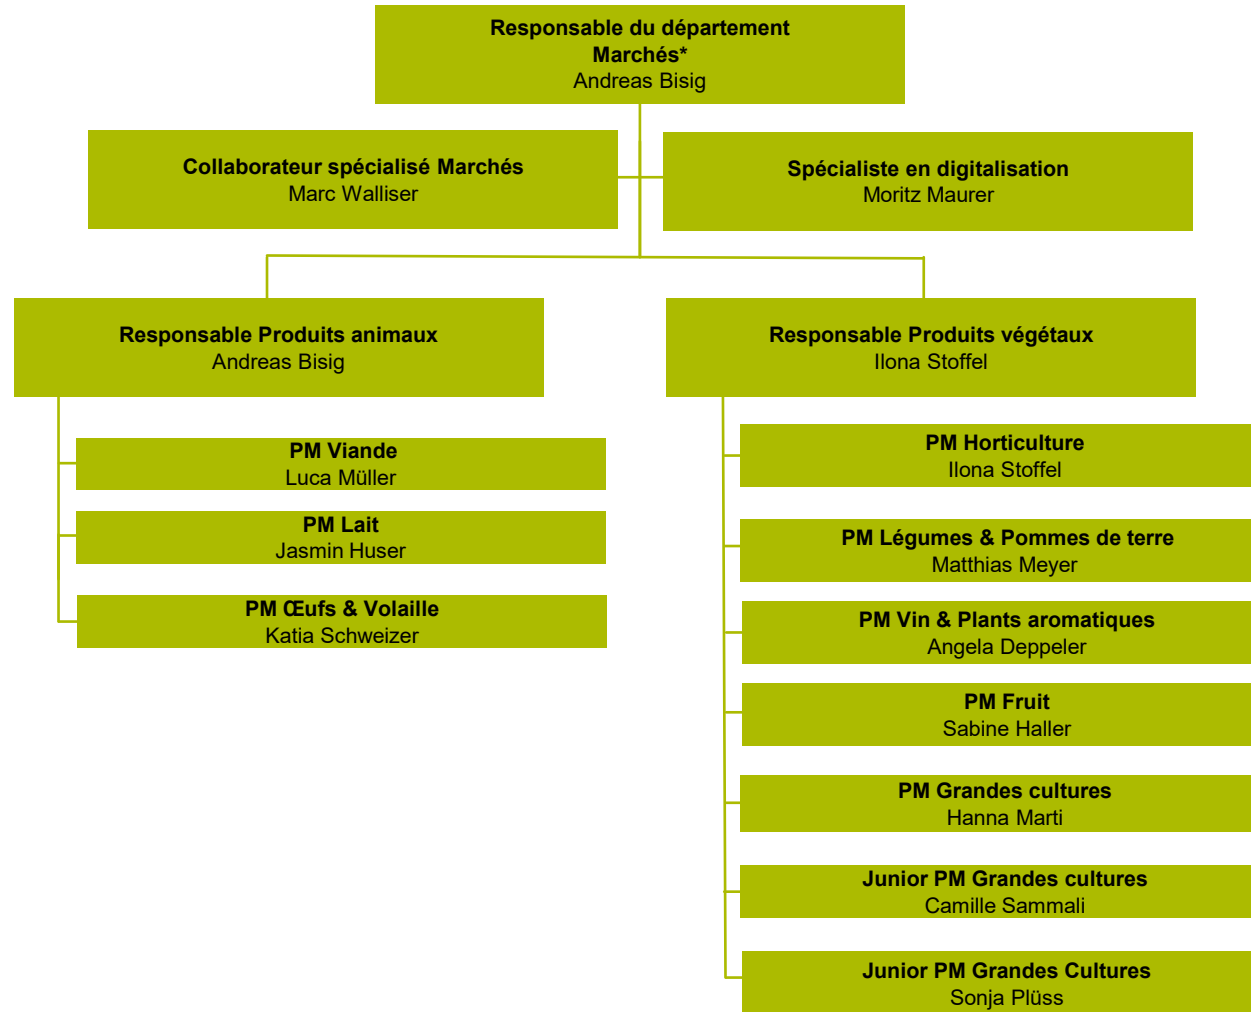 Responsable du département
Marchés*
Andreas Bisig
Collaborateur spécialisé Marchés
Marc Walliser
Spécialiste en digitalisation
Moritz Maurer
Responsable Produits animaux
Andreas Bisig
PM Viande
Luca Müller
PM Lait
Jasmin Huser
PM Œufs & Volaille
Katia Schweizer
Responsable Produits végétaux
Ilona Stoffel
PM Horticulture
Ilona Stoffel
PM Légumes & Pommes de terre
Matthias Meyer
PM Vin & Plants aromatiques
Angela Deppeler
PM Fruit
Sabine Haller
PM Grandes cultures
Hanna Marti
Junior PM Grandes cultures
Camille Sammali
Junior PM Grandes Cultures
Sonja Plüss